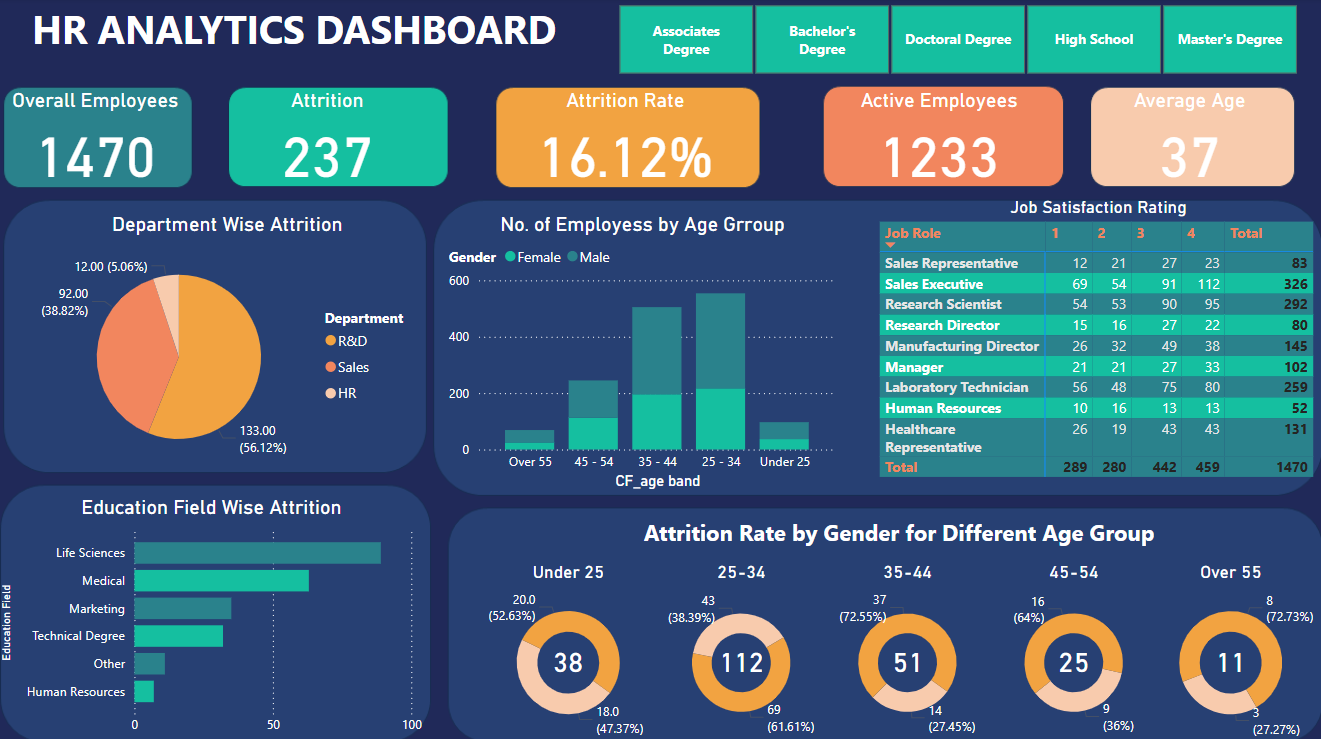 HR ANALYTICS DASHBOARD
Associates
Degree
Bachelor's
Degree
Doctoral Degree
High School
Master's Degree
Overall Employees
1470
Attrition
237
Attrition Rate
16.12%
Active Employees
1233
Average Age
37
Department Wise Attrition
12.00 (5.06%)
92.00
(38.82%)
133.00
(56.12%)
Department
R&D
Sales
HR
No. of Employess by Age Grroup
Gender Female Male
600
400
200
0
Over 55 45 - 54 35 - 44 25 - 34 Under 25
CF_age band
Job Satisfaction Rating
Job Role 1 2 3 4 Total
Sales Representative 12 21 27 23 83
Sales Executive 69 54 91 112 326
Research Scientist 54 53 90 95 292
Research Director 15 16 27 22 80
Manufacturing Director 26 32 49 38 145
Manager 21 21 27 33 102
Laboratory Technician 56 48 75 80 259
Human Resources 10 16 13 13 52
Healthcare 26 19 43 43 131
Representative
Total 289 280 442 459 1470
Education Field Wise Attrition
Education Field
Life Sciences
Medical
Marketing
Technical Degree
Other
Human Resources
0 50 100
Attrition Rate by Gender for Different Age Group
Under 25
20.0
(52.63%)
38
18.0
(47.37%)
25-34
43
(38.39%)
112
69
(61.61%)
35-44
37
(72.55%)
51
14
(27.45%)
45-54
16
(64%)
25
9
(36%)
Over 55
8
(72.73%)
11
3
(27.27%)